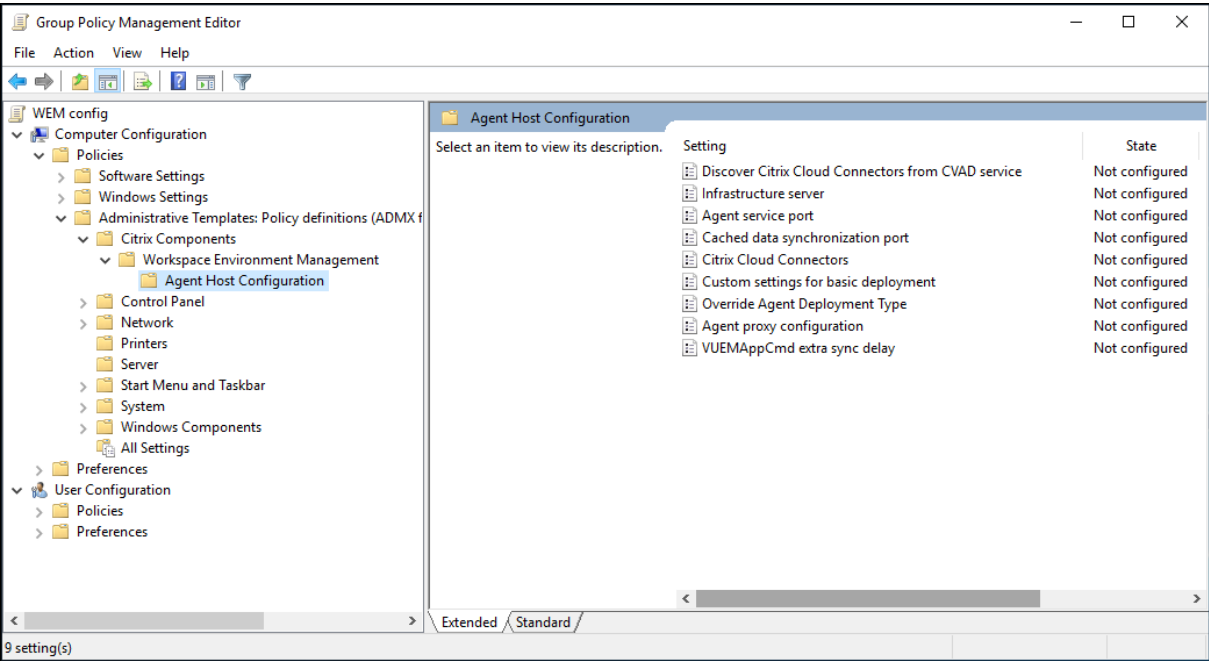 Group Policy Management Editor
File Action View Help
WEM config
Computer Configuration
Policies
Software Settings
Windows Settings
Administrative Templates: Policy definitions (ADMX f
Citrix Components
Workspace Environment Management
Agent Host Configuration
Control Panel
Network
Printers
Server
Start Menu and Taskbar
System
Windows Components
All Settings
Preferences
User Configuration
Policies
Preferences
Agent Host Configuration
Select an item to view its description.
Setting State
Discover Citrix Cloud Connectors from CVAD service Not configured
Infrastructure server Not configured
Agent service port Not configured
Cached data synchronization port Not configured
Citrix Cloud Connectors Not configured
Custom settings for basic deployment Not configured
Override Agent Deployment Type Not configured
Agent proxy configuration Not configured
VUEMAppCmd extra sync delay Not configured
Extended Standard
9 setting(s)